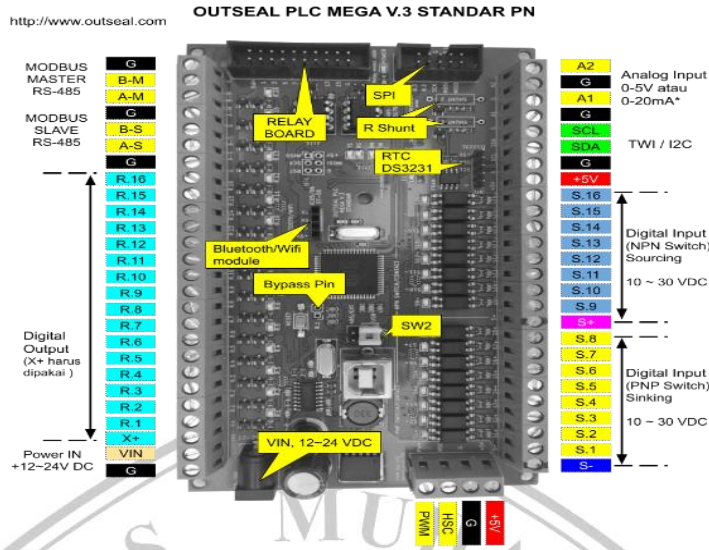 OUTSEAL PLC MEGA V.3 STANDAR PN
http://www.outseal.com
MODBUS
MASTER
RS-485
MODBUS
SLAVE
RS-485
Digital
Output
(X+ harus
dipakai )
Power IN
+12~24V DC
G
B-M
A-M
G
B-S
A-S
G
R.16
R.15
R.14
R.13
R.12
R.11
R.10
R.9
R.8
R.7
R.6
R.5
R.4
R.3
R.2
R.1
X+
VIN
G
RELAY
BOARD
SPI
R Shunt
RTC
DS3231
Bluetooth/Wifi
module
Bypass Pin
SW2
VIN, 12~24 VDC
A2
G
A1
G
SCL
SDA
G
+5V
S.16
S.15
S.14
S.13
S.12
S.11
S.10
S.9
S+
S.8
S.7
S.6
S.5
S.4
S.3
S.2
S.1
S-
Analog Input
0-5V atau
0-20mA*
TWI / I2C
Digital Input
(NPN Switch)
Sourcing
10 ~ 30 VDC
Digital Input
(PNP Switch)
Sinking
10 ~ 30 VDC
PWM
HSC
G
+5V
S
MU